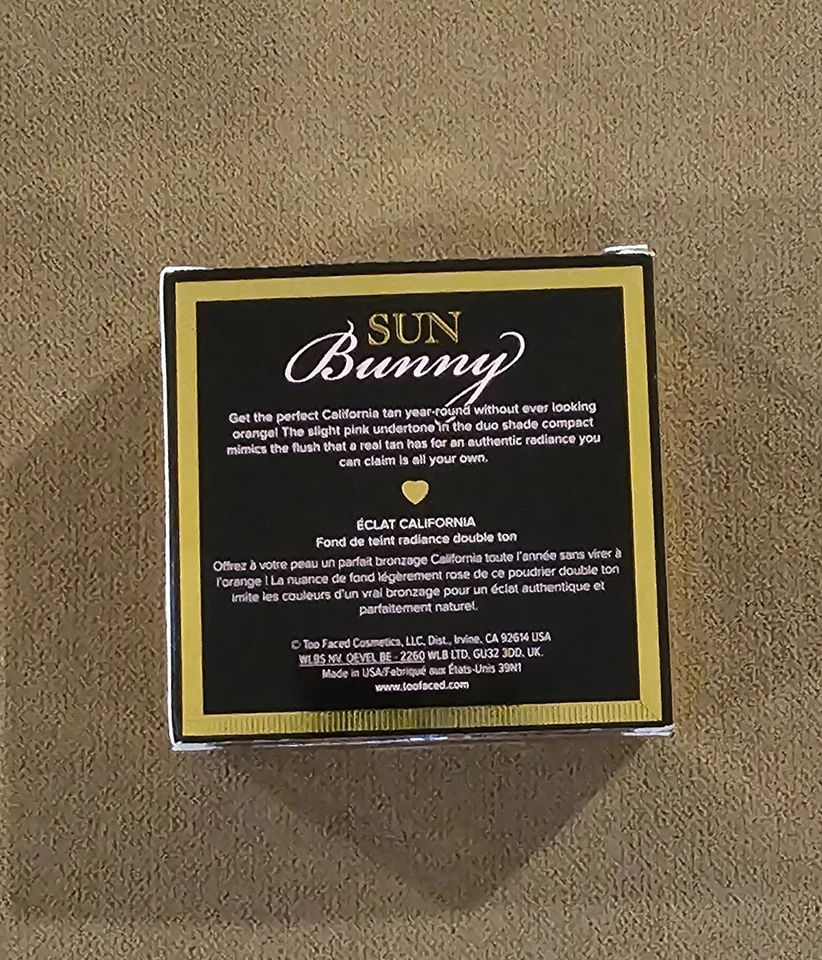 SUN
Bunny
Get the perfect California tan year-round without ever looking
orange! The slight pink undertone in the duo shade compact
mimics the flush that a real tan has for an authentic radiance you
can claim is all your own.
ÉCLAT CALIFORNIA
Fond de teint radiance double ton
Offrez à votre peau un parfait bronzage California toute l'année sans virer à
l'orange ! La nuance de fond légèrement rose de ce poudrier double ton
imite les couleurs d'un vrai bronzage pour un éclat authentique et
parfaitement naturel.
© Too Faced Cosmetics, LLC, Dist., Irvine, CA 92614 USA
WLBS NV, OEVEL BE - 2260 WLB LTD, GU32 3DD, UK.
Made in USA/Fabriqué aux États-Unis 39N1
www.toofaced.com